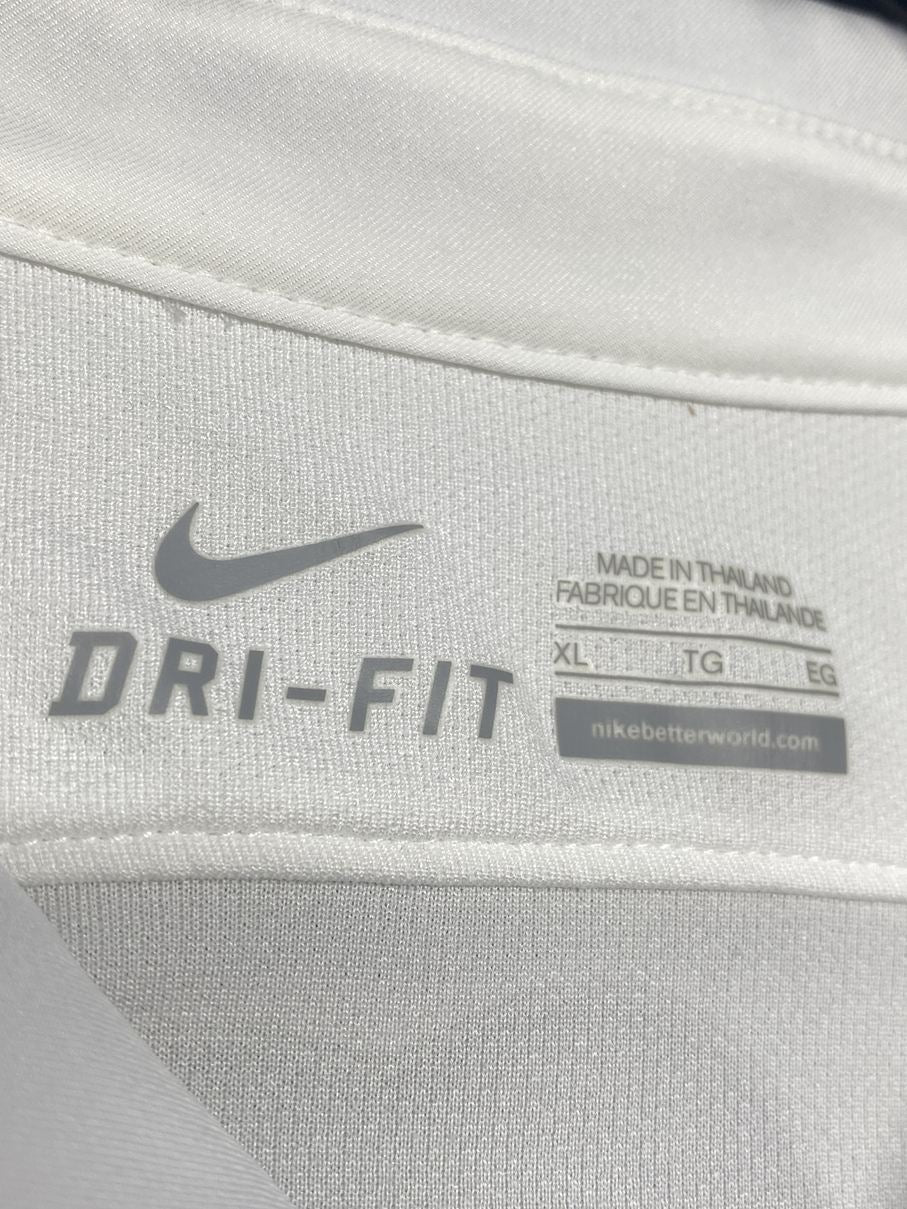 DRI-FIT
MADE IN THAILAND
FABRIQUE EN THAILANDE
XL TG EG
nikebetterworld.com